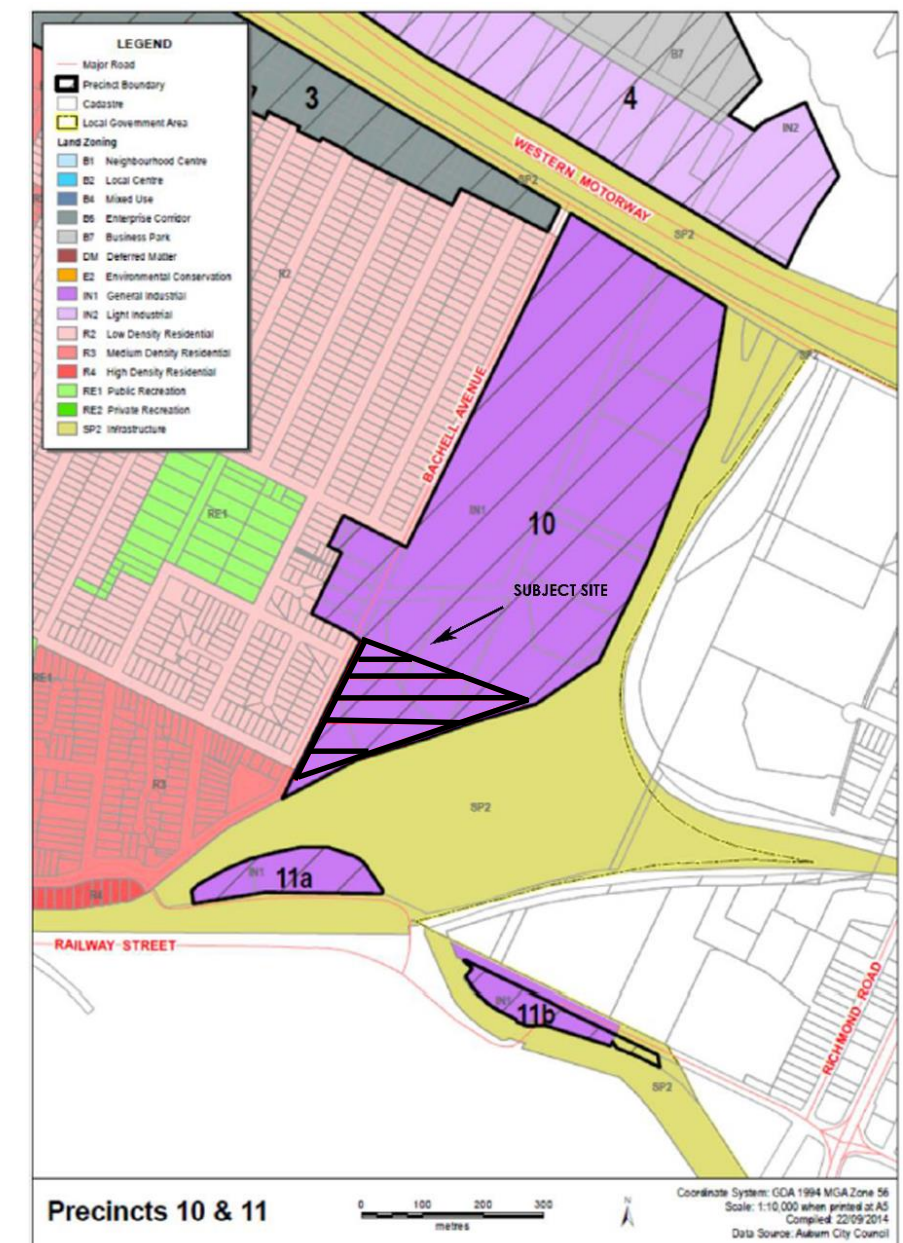 LEGEND
Major Road
Precinct Boundary
Cadastre
Local Government Area
Land Zoning
B1 Neighbourhood Centre
B2 Local Centre
B4 Mixed Use
B6 Enterprise Corridor
B7 Business Park
DM Deferred Matter
E2 Environmental Conservation
IN1 General Industrial
IN2 Light Industrial
R2 Low Density Residential
R3 Medium Density Residential
R4 High Density Residential
RE1 Public Recreation
RE2 Private Recreation
SP2 Infrastructure
3
4
B7
IN2
WESTERN MOTORWAY
SP2
SP2
SP2
R2
BACHELL AVENUE
RE1
IN1
10
SUBJECT SITE
RE1
R3
SP2
IN1
11a
R4
RAILWAY STREET
IN1
11b
SP2
RICHMOND ROAD
Precincts 10 & 11
0 100 200 300
metres
N
Coordinate System: GDA 1994 MGA Zone 56
Scale: 1:10,000 when printed at A5
Compiled: 22/09/2014
Data Source: Auburn City Council